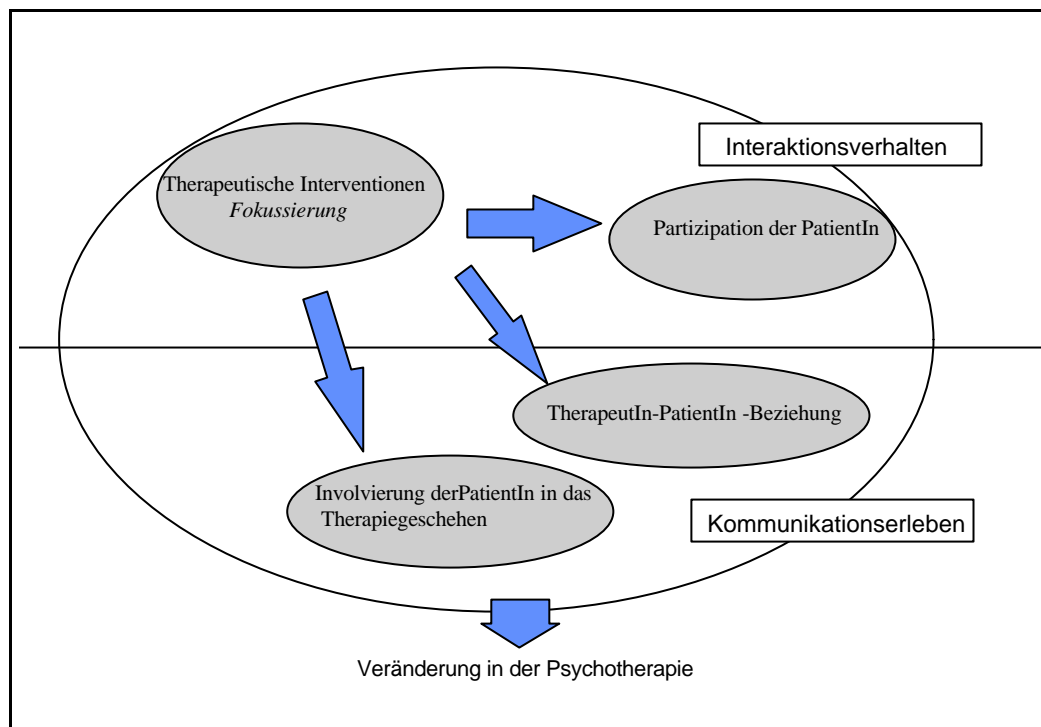 Interaktionsverhalten
Therapeutische Interventionen
Fokussierung
Partizipation der PatientIn
TherapeutIn-PatientIn -Beziehung
Involvierung derPatientIn in das
Therapiegeschehen
Kommunikationserleben
Veränderung in der Psychotherapie